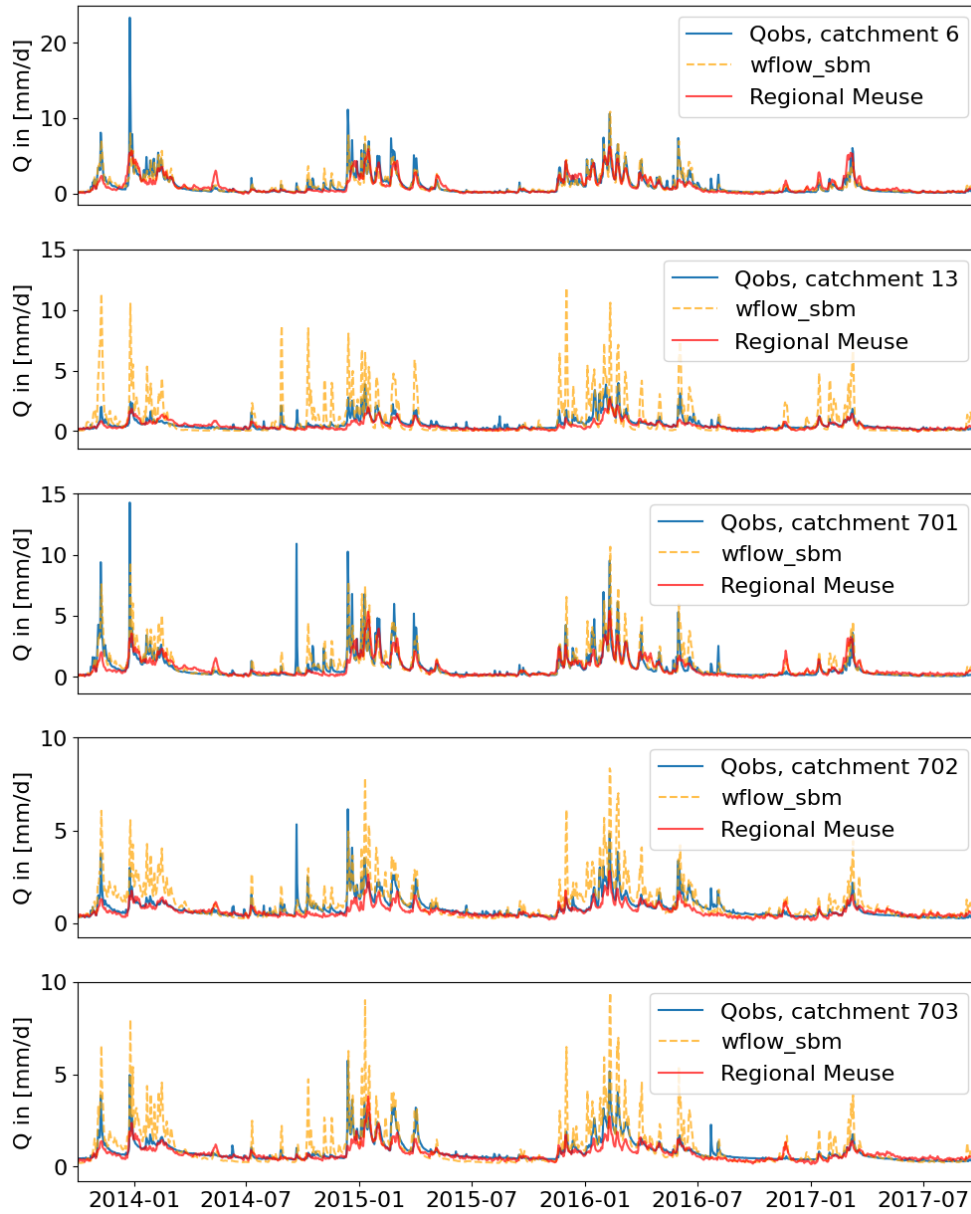 20
10
0
Q in [mm/d]
Qobs, catchment 6
wflow_sbm
Regional Meuse
15
10
5
0
Q in [mm/d]
Qobs, catchment 13
wflow_sbm
Regional Meuse
15
10
5
0
Q in [mm/d]
Qobs, catchment 701
wflow_sbm
Regional Meuse
10
5
0
Q in [mm/d]
Qobs, catchment 702
wflow_sbm
Regional Meuse
10
5
0
Q in [mm/d]
Qobs, catchment 703
wflow_sbm
Regional Meuse
2014-01 2014-07 2015-01 2015-07 2016-01 2016-07 2017-01 2017-07